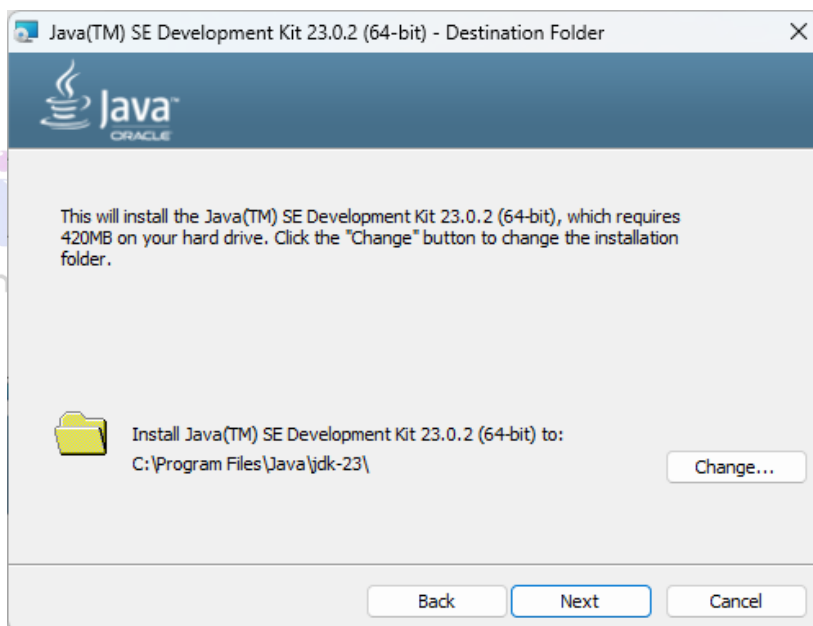 Java(TM) SE Development Kit 23.0.2 (64-bit) - Destination Folder
Java™
ORACLE
This will install the Java(TM) SE Development Kit 23.0.2 (64-bit), which requires
420MB on your hard drive. Click the "Change" button to change the installation
folder.
Install Java(TM) SE Development Kit 23.0.2 (64-bit) to:
C:\Program Files\Java\jdk-23\
Change...
Back
Next
Cancel